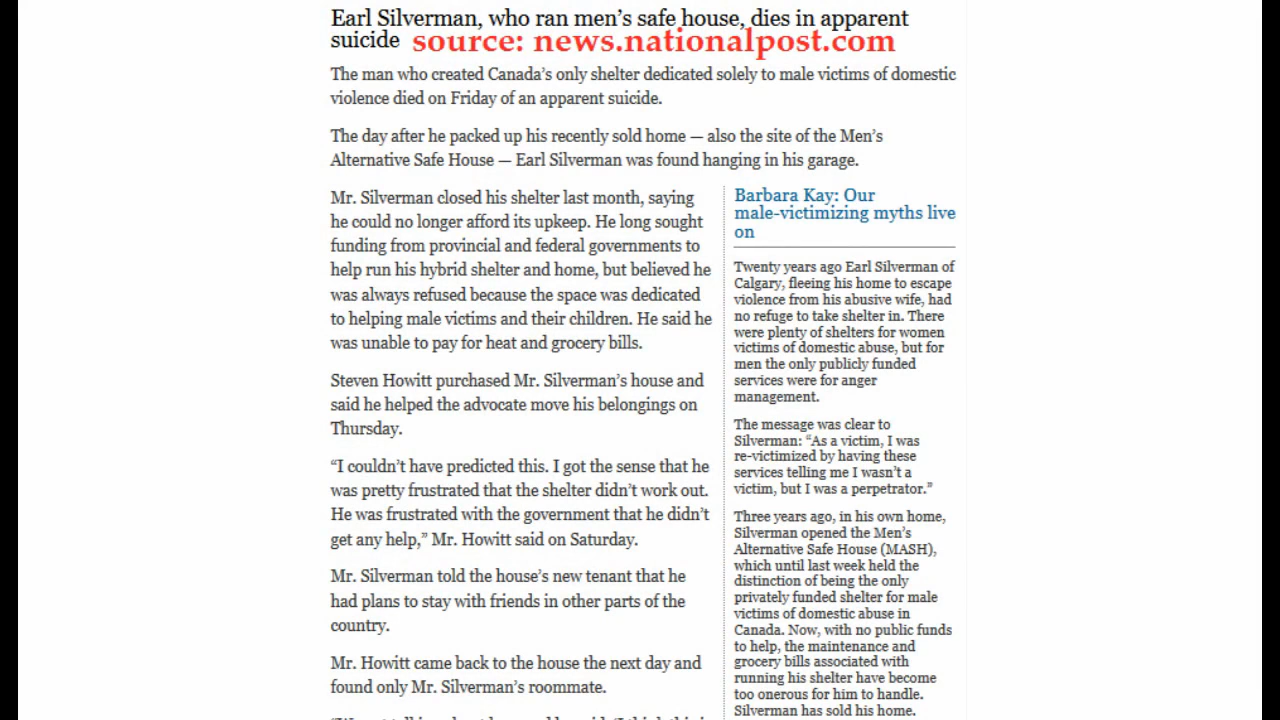 Earl Silverman, who ran men's safe house, dies in apparent
suicide source: news.nationalpost.com
The man who created Canada's only shelter dedicated solely to male victims of domestic
violence died on Friday of an apparent suicide.
The day after he packed up his recently sold home — also the site of the Men's
Alternative Safe House — Earl Silverman was found hanging in his garage.
Mr. Silverman closed his shelter last month, saying
he could no longer afford its upkeep. He long sought
funding from provincial and federal governments to
help run his hybrid shelter and home, but believed he
was always refused because the space was dedicated
to helping male victims and their children. He said he
was unable to pay for heat and grocery bills.
Steven Howitt purchased Mr. Silverman's house and
said he helped the advocate move his belongings on
Thursday.
“I couldn't have predicted this. I got the sense that he
was pretty frustrated that the shelter didn't work out.
He was frustrated with the government that he didn't
get any help,” Mr. Howitt said on Saturday.
Mr. Silverman told the house's new tenant that he
had plans to stay with friends in other parts of the
country.
Mr. Howitt came back to the house the next day and
found only Mr. Silverman's roommate.
Barbara Kay: Our
male-victimizing myths live
on
Twenty years ago Earl Silverman of
Calgary, fleeing his home to escape
violence from his abusive wife, had
no refuge to take shelter in. There
were plenty of shelters for women
victims of domestic abuse, but for
men the only publicly funded
services were for anger
management.
The message was clear to
Silverman: “As a victim, I was
re-victimized by having these
services telling me I wasn't a
victim, but I was a perpetrator.”
Three years ago, in his own home,
Silverman opened the Men's
Alternative Safe House (MASH),
which until last week held the
distinction of being the only
privately funded shelter for male
victims of domestic abuse in
Canada. Now, with no public funds
to help, the maintenance and
grocery bills associated with
running his shelter have become
too onerous for him to handle.
Silverman has sold his home.